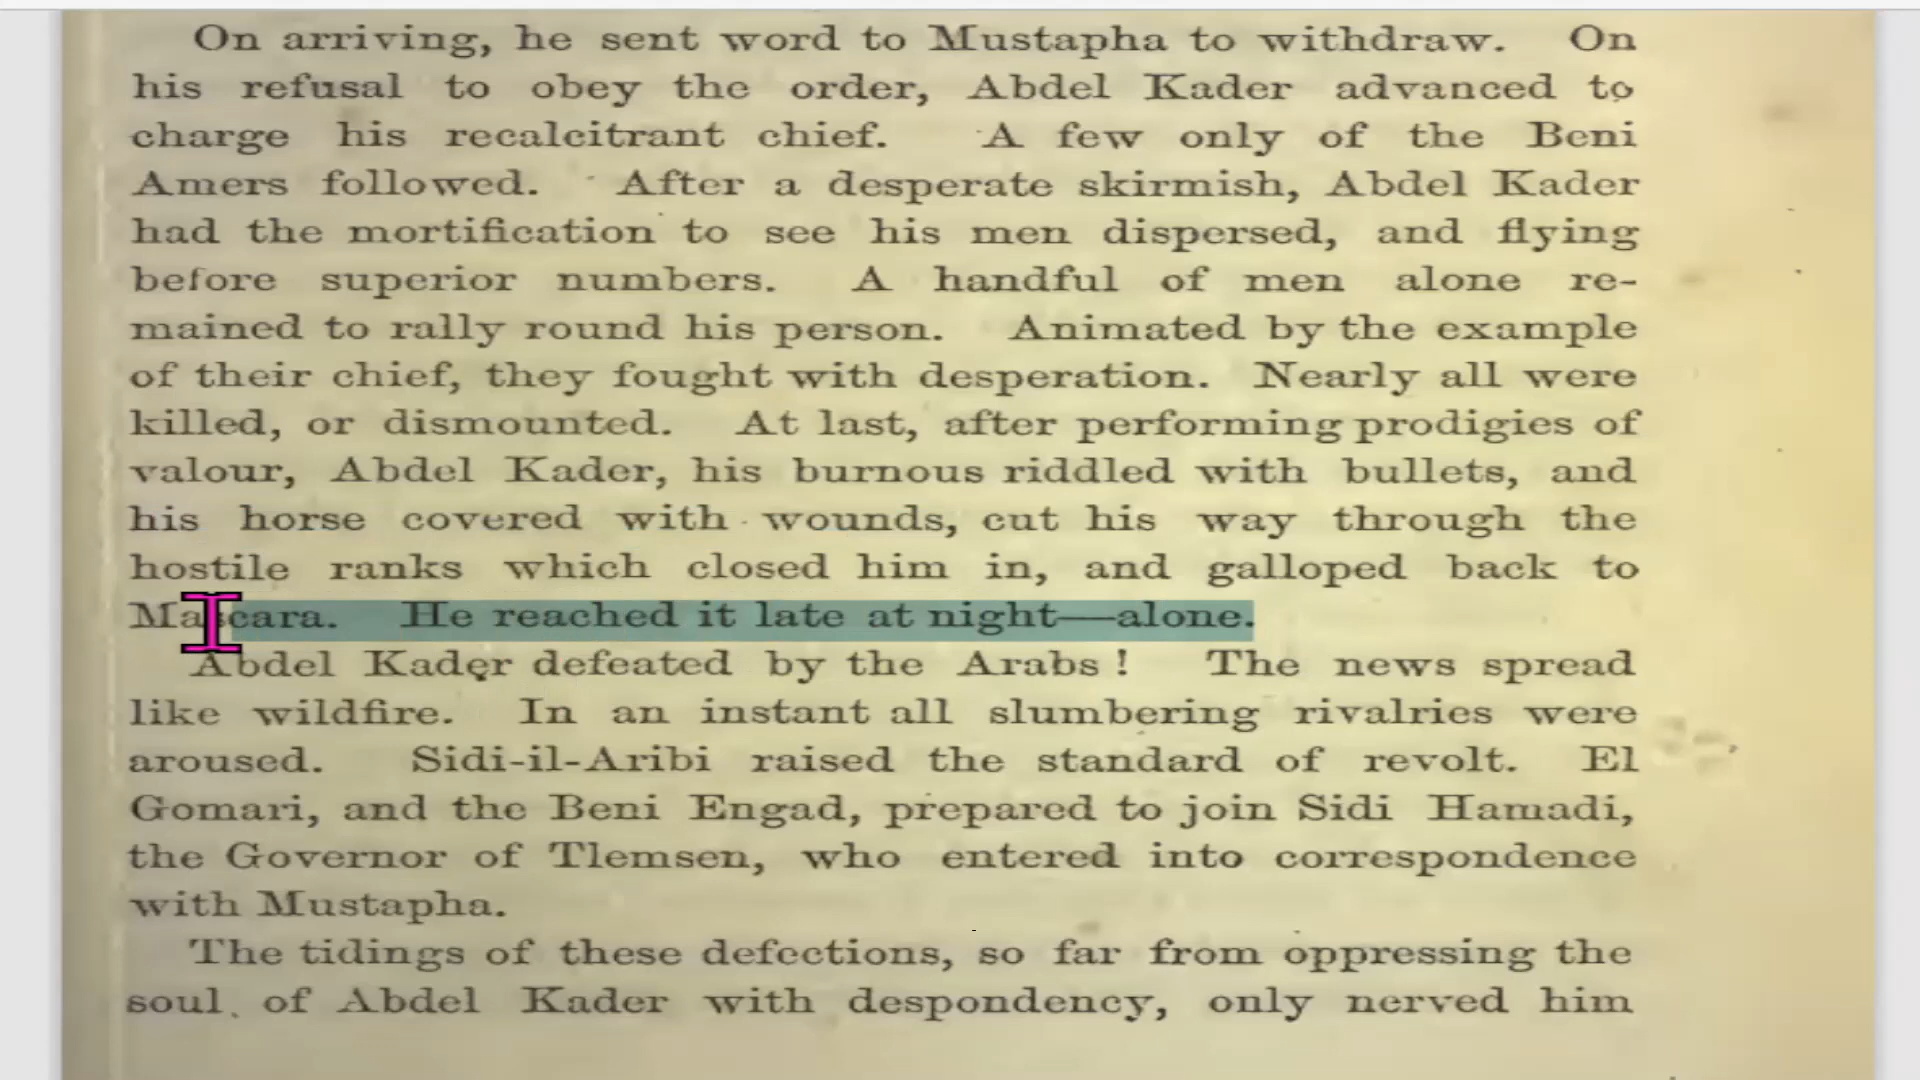 On arriving, he sent word to Mustapha to withdraw. On
his refusal to obey the order, Abdel Kader advanced to
charge his recalcitrant chief. A few only of the Beni
Amers followed. After a desperate skirmish, Abdel Kader
had the mortification to see his men dispersed, and flying
before superior numbers. A handful of men alone re-
mained to rally round his person. Animated by the example
of their chief, they fought with desperation. Nearly all were
killed, or dismounted. At last, after performing prodigies of
valour, Abdel Kader, his burnous riddled with bullets, and
his horse covered with wounds, cut his way through the
hostile ranks which closed him in, and galloped back to
Mascara. He reached it late at night—alone.
Abdel Kader defeated by the Arabs! The news spread
like wildfire. In an instant all slumbering rivalries were
aroused. Sidi-il-Aribi raised the standard of revolt. El
Gomari, and the Beni Engad, prepared to join Sidi Hamadi,
the Governor of Tlemsen, who entered into correspondence
with Mustapha.
The tidings of these defections, so far from oppressing the
soul of Abdel Kader with despondency, only nerved him